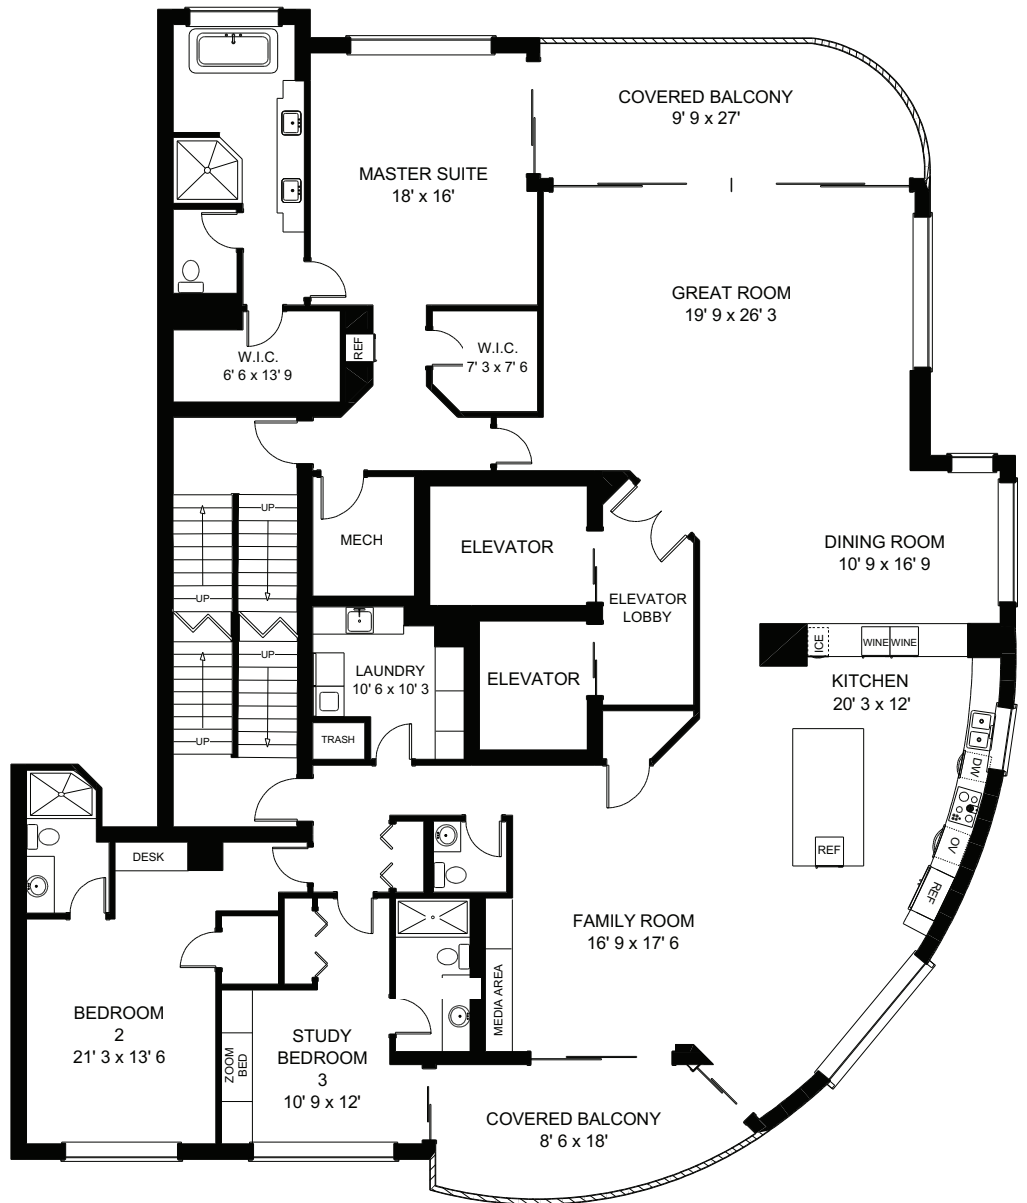 COVERED BALCONY
9' 9 x 27'
MASTER SUITE
18' x 16'
GREAT ROOM
19' 9 x 26' 3
W.I.C.
6' 6 x 13' 9
REF
W.I.C.
7' 3 x 7' 6
UP
UP
MECH
ELEVATOR
ELEVATOR
LOBBY
DINING ROOM
10' 9 x 16' 9
ICE
WINE
WINE
KITCHEN
20' 3 x 12'
LAUNDRY
10' 6 x 10' 3
ELEVATOR
UP
UP
TRASH
DW
OV
REF
REF
DESK
FAMILY ROOM
16' 9 x 17' 6
MEDIA AREA
BEDROOM
2
21' 3 x 13' 6
ZOOM
BED
STUDY
BEDROOM
3
10' 9 x 12'
COVERED BALCONY
8' 6 x 18'